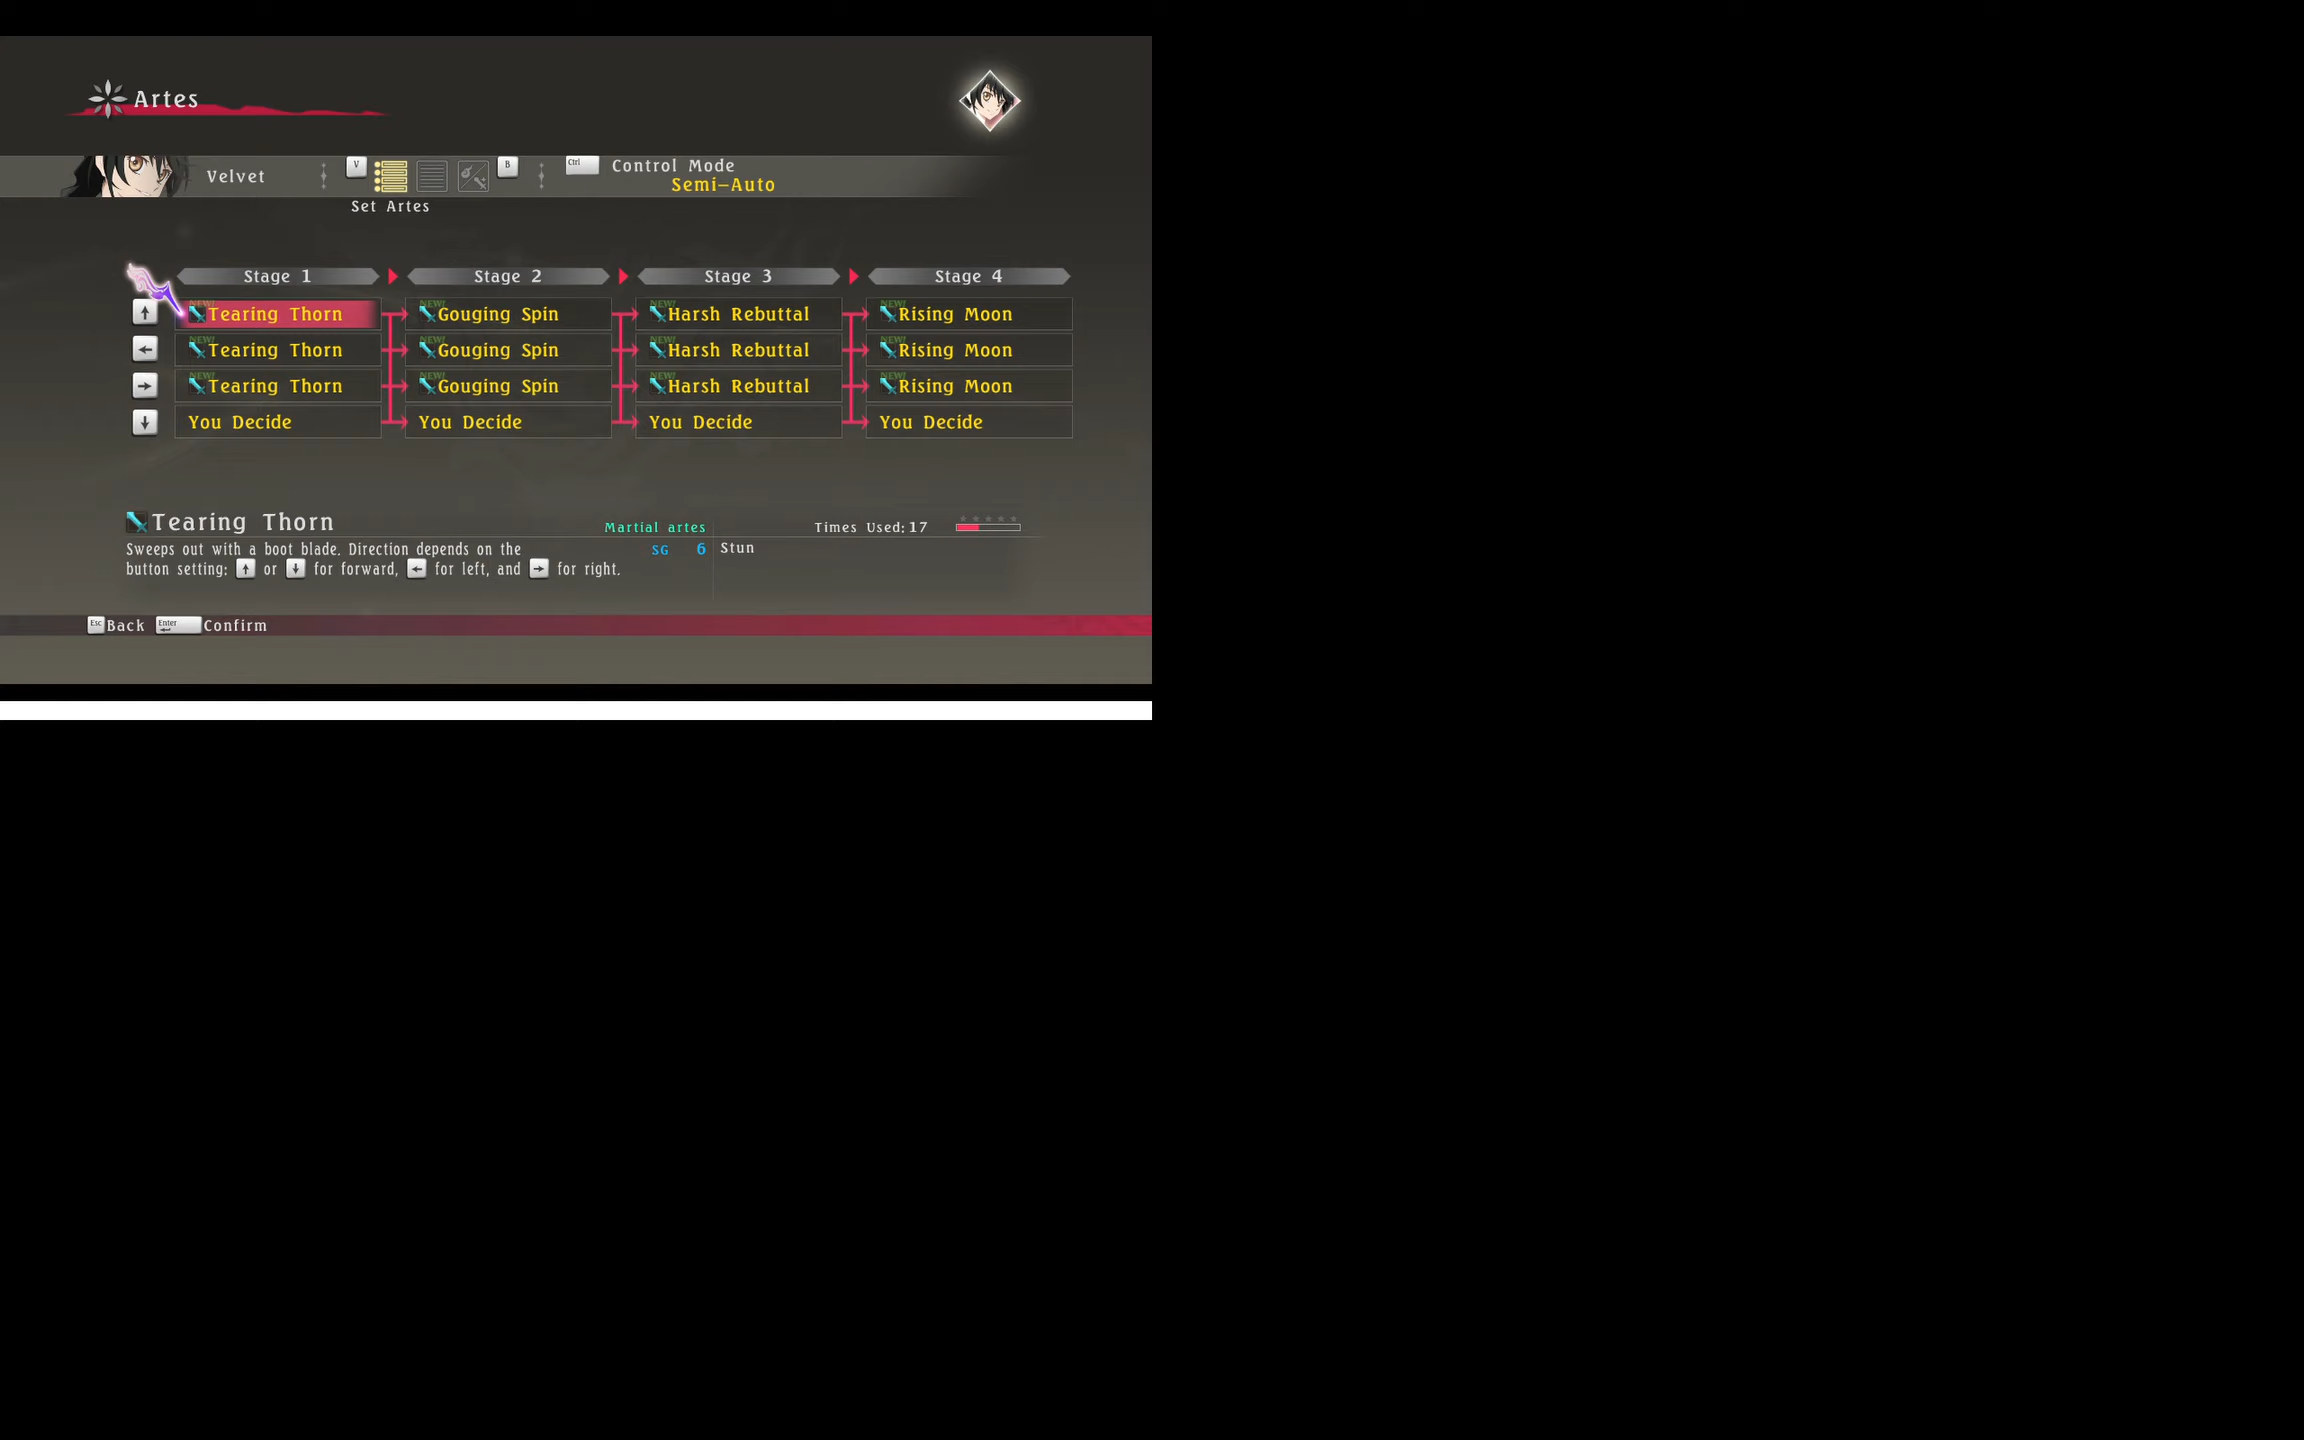 Artes
Velvet
V
B
Ctrl
Control Mode
Semi-Auto
Set Artes
Stage 1 Stage 2 Stage 3 Stage 4
NEW! Tearing Thorn NEW! Gouging Spin NEW! Harsh Rebuttal NEW! Rising Moon
NEW! Tearing Thorn NEW! Gouging Spin NEW! Harsh Rebuttal NEW! Rising Moon
NEW! Tearing Thorn NEW! Gouging Spin NEW! Harsh Rebuttal NEW! Rising Moon
You Decide You Decide You Decide You Decide
Tearing Thorn
Martial artes
Times Used: 17
Sweeps out with a boot blade. Direction depends on the
button setting: ↑ or ↓ for forward, ← for left, and → for right.
SG 6
Stun
Esc Back Enter Confirm